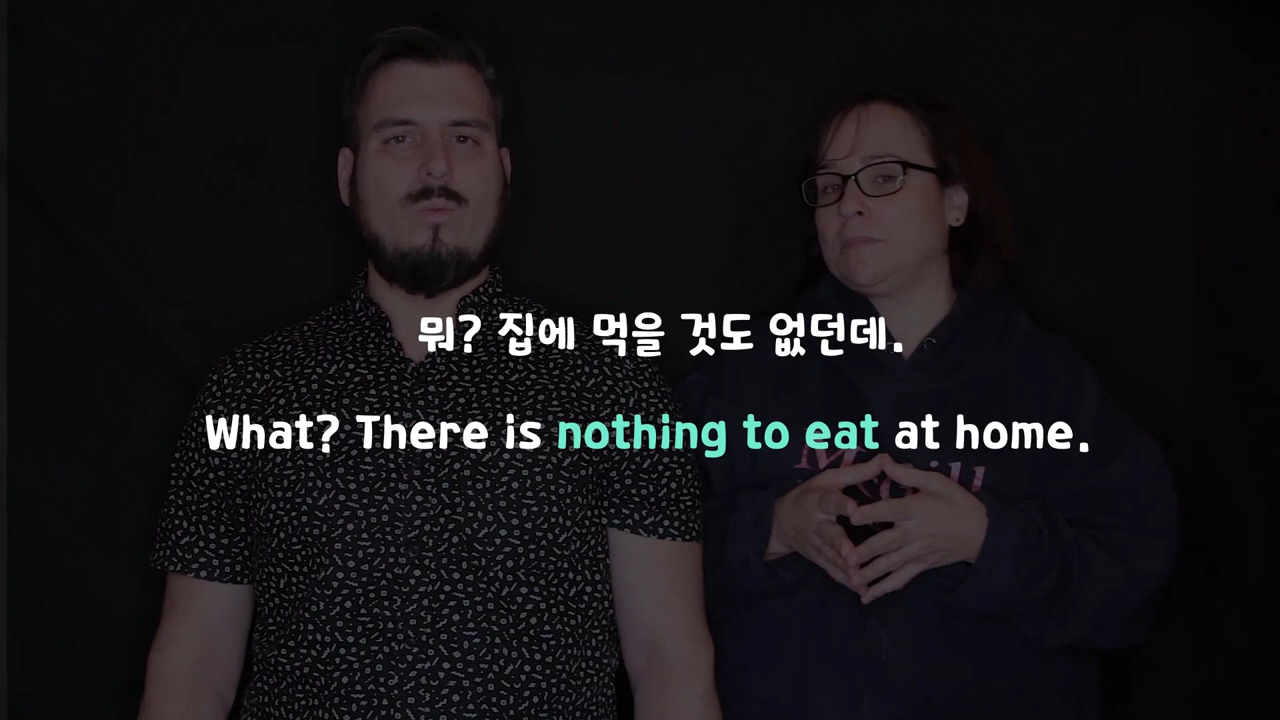 뭐? 집에 먹을 것도 없던데.
What? There is nothing to eat at home.